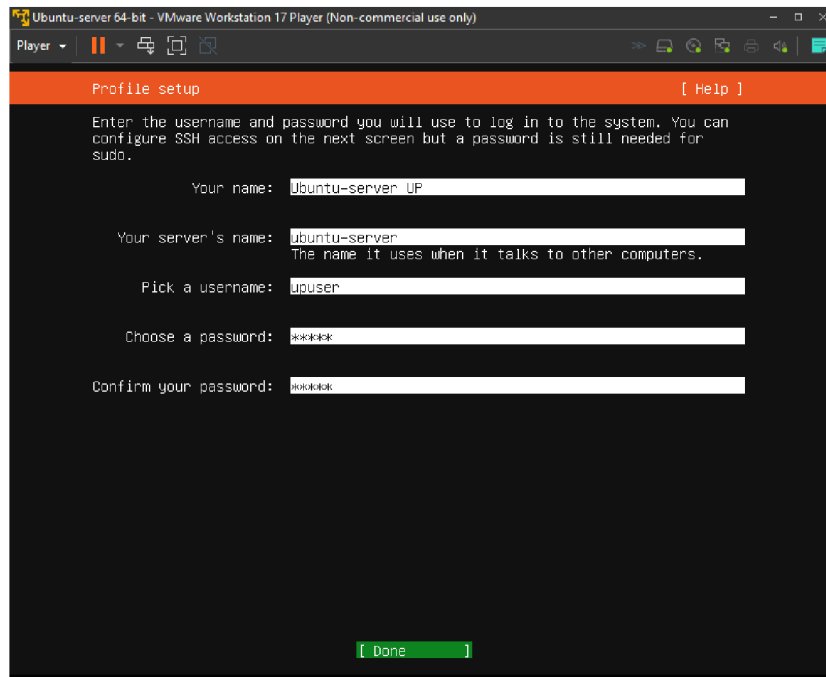 Ubuntu-server 64-bit - VMware Workstation 17 Player (Non-commercial use only)
Player
Profile setup [ Help ]
Enter the username and password you will use to log in to the system. You can
configure SSH access on the next screen but a password is still needed for
sudo.
Your name: Ubuntu-server UP
Your server's name: ubuntu-server
The name it uses when it talks to other computers.
Pick a username: upuser
Choose a password: *****
Confirm your password: *****
[ Done ]